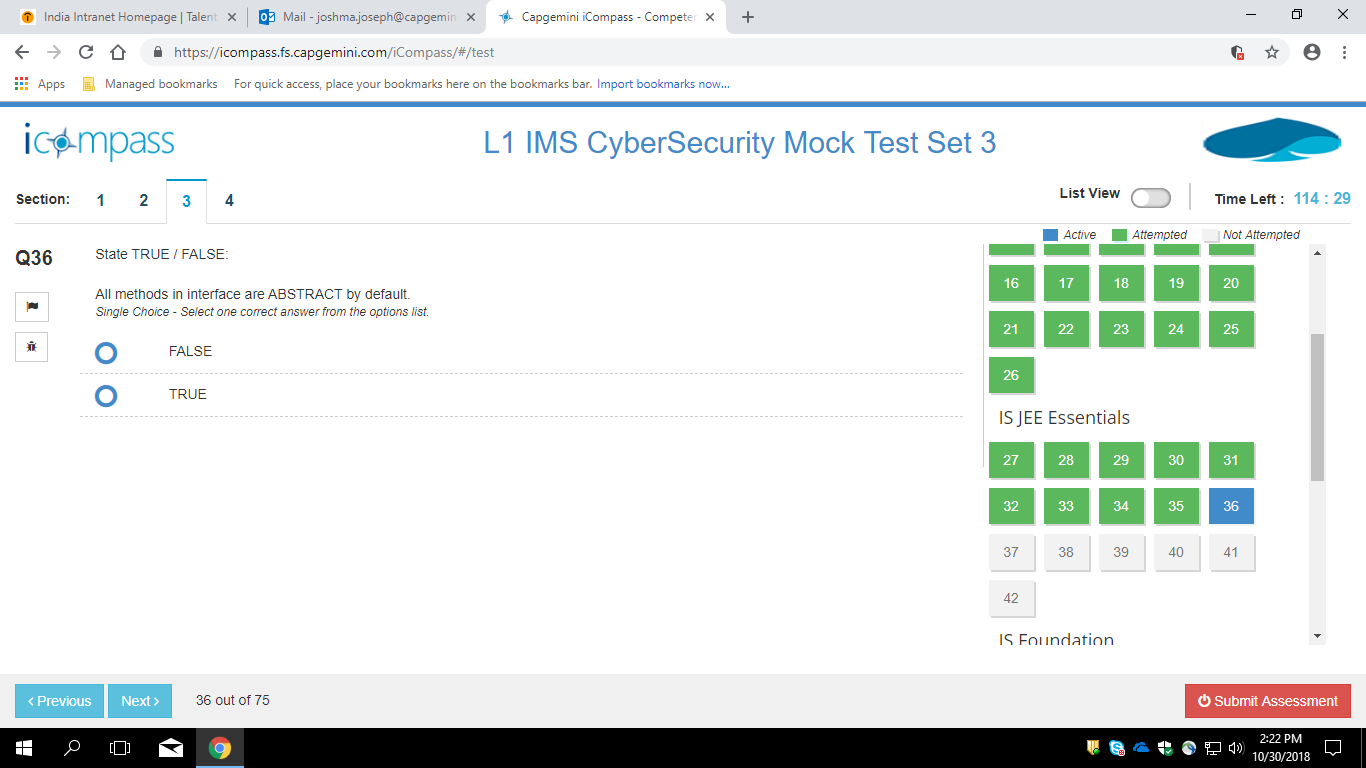 India Intranet Homepage | Talent
Mail - joshma.joseph@capgemin
Capgemini iCompass - Competen
https://icompass.fs.capgemini.com/iCompass/#/test
Apps
Managed bookmarks
For quick access, place your bookmarks here on the bookmarks bar. Import bookmarks now...
icompass
L1 IMS CyberSecurity Mock Test Set 3
Section: 1 2 3 4
List View
Time Left : 114 : 29
Active Attempted Not Attempted
Q36
State TRUE / FALSE:
All methods in interface are ABSTRACT by default.
Single Choice - Select one correct answer from the options list.
FALSE
TRUE
16 17 18 19 20
21 22 23 24 25
26
IS JEE Essentials
27 28 29 30 31
32 33 34 35 36
37 38 39 40 41
42
IS Foundation
‹ Previous
Next ›
36 out of 75
Submit Assessment
2:22 PM
10/30/2018